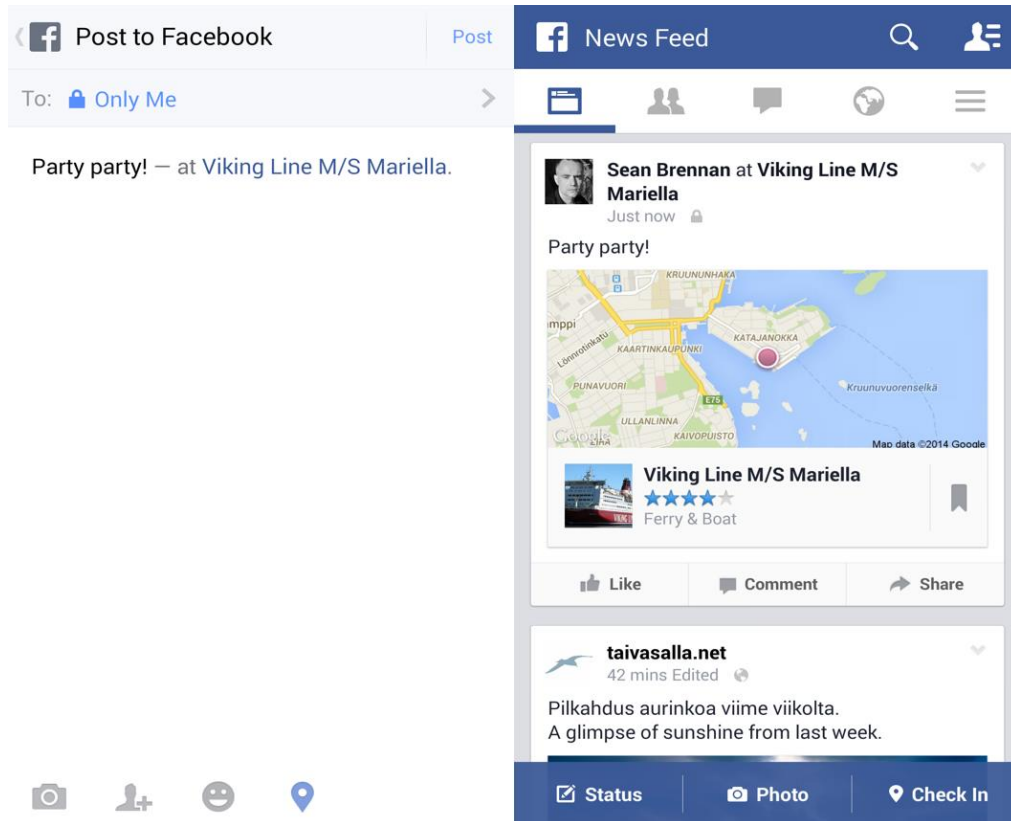 Post to Facebook
Post
To: Only Me
Party party! — at Viking Line M/S Mariella.
News Feed
Sean Brennan at Viking Line M/S
Mariella
Just now
Party party!
KRUUNUNHAKA
mppi
Lönnrotinkatu
KATAJANOKKA
KAARTINKAUPUNKI
PUNAVUORI
Kruunuvuorenselkä
E75
ULLANLINNA
Google
EIRA
KAIVOPUISTO
Map data ©2014 Google
Viking Line M/S Mariella
Ferry & Boat
Like
Comment
Share
taivasalla.net
42 mins Edited
Pilkahdus aurinkoa viime viikolta.
A glimpse of sunshine from last week.
Status
Photo
Check In